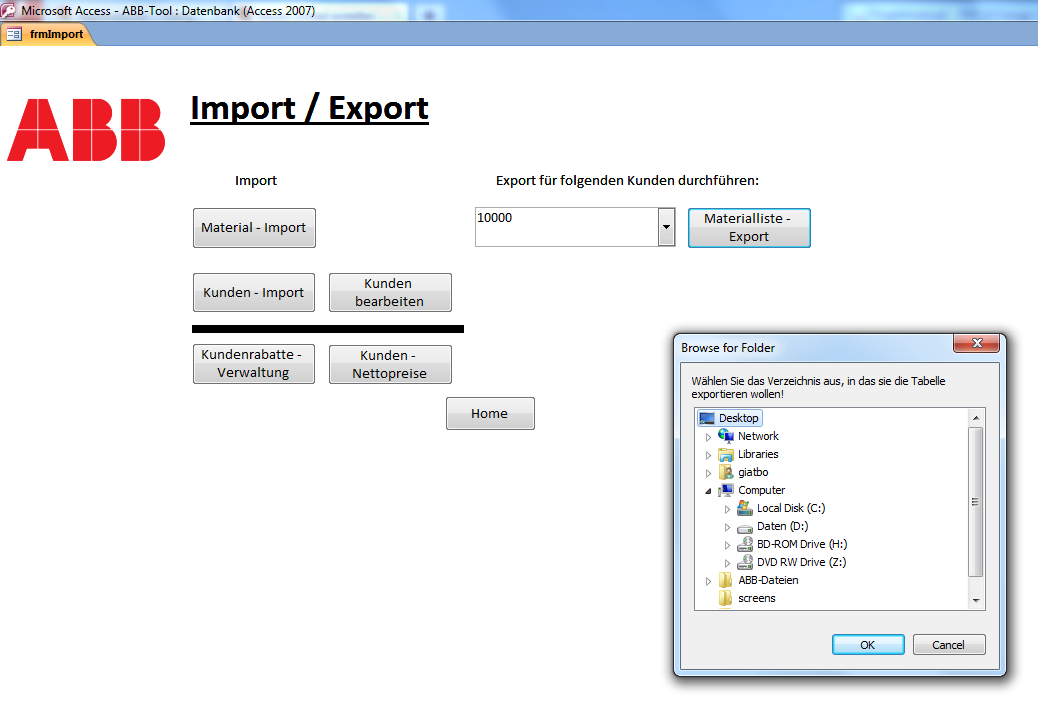 Microsoft Access - ABB-Tool : Datenbank (Access 2007)
frmImport
ABB
Import / Export
Import
Export für folgenden Kunden durchführen:
Material - Import
10000
Materialliste -
Export
Kunden - Import
Kunden
bearbeiten
Kundenrabatte -
Verwaltung
Kunden -
Nettopreise
Home
Browse for Folder
Wählen Sie das Verzeichnis aus, in das sie die Tabelle
exportieren wollen!
Desktop
Network
Libraries
giatbo
Computer
Local Disk (C:)
Daten (D:)
BD-ROM Drive (H:)
DVD RW Drive (Z:)
ABB-Dateien
screens
OK
Cancel